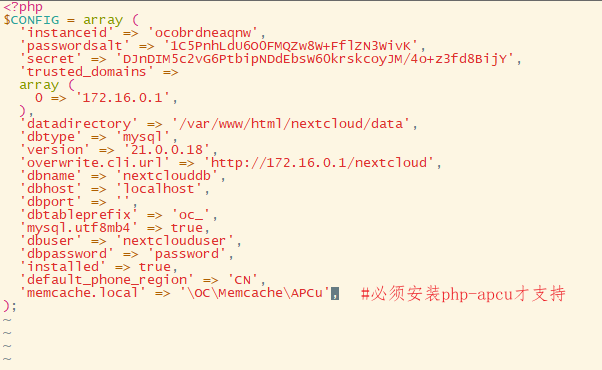 <?php
$CONFIG = array (
  'instanceid' => 'ocobrdneaqnw',
  'passwordsalt' => '1C5PnhLdU6OOFMQZw8W+FflZN3WivK',
  'secret' => 'DJnDIM5c2vG6PtbipNDdEbsW6OkrskcoyJM/4o+z3fd8BijY',
  'trusted_domains' =>
  array (
    0 => '172.16.0.1',
  ),
  'datadirectory' => '/var/www/html/nextcloud/data',
  'dbtype' => 'mysql',
  'version' => '21.0.0.18',
  'overwrite.cli.url' => 'http://172.16.0.1/nextcloud',
  'dbname' => 'nextclouddb',
  'dbhost' => 'localhost',
  'dbport' => '',
  'dbtableprefix' => 'oc_',
  'mysql.utf8mb4' => true,
  'dbuser' => 'nextclouduser',
  'dbpassword' => 'password',
  'installed' => true,
  'default_phone_region' => 'CN',
  'memcache.local' => '\OC\Memcache\APCu',  #必须安装php-apcu才支持
);
~
~
~
~